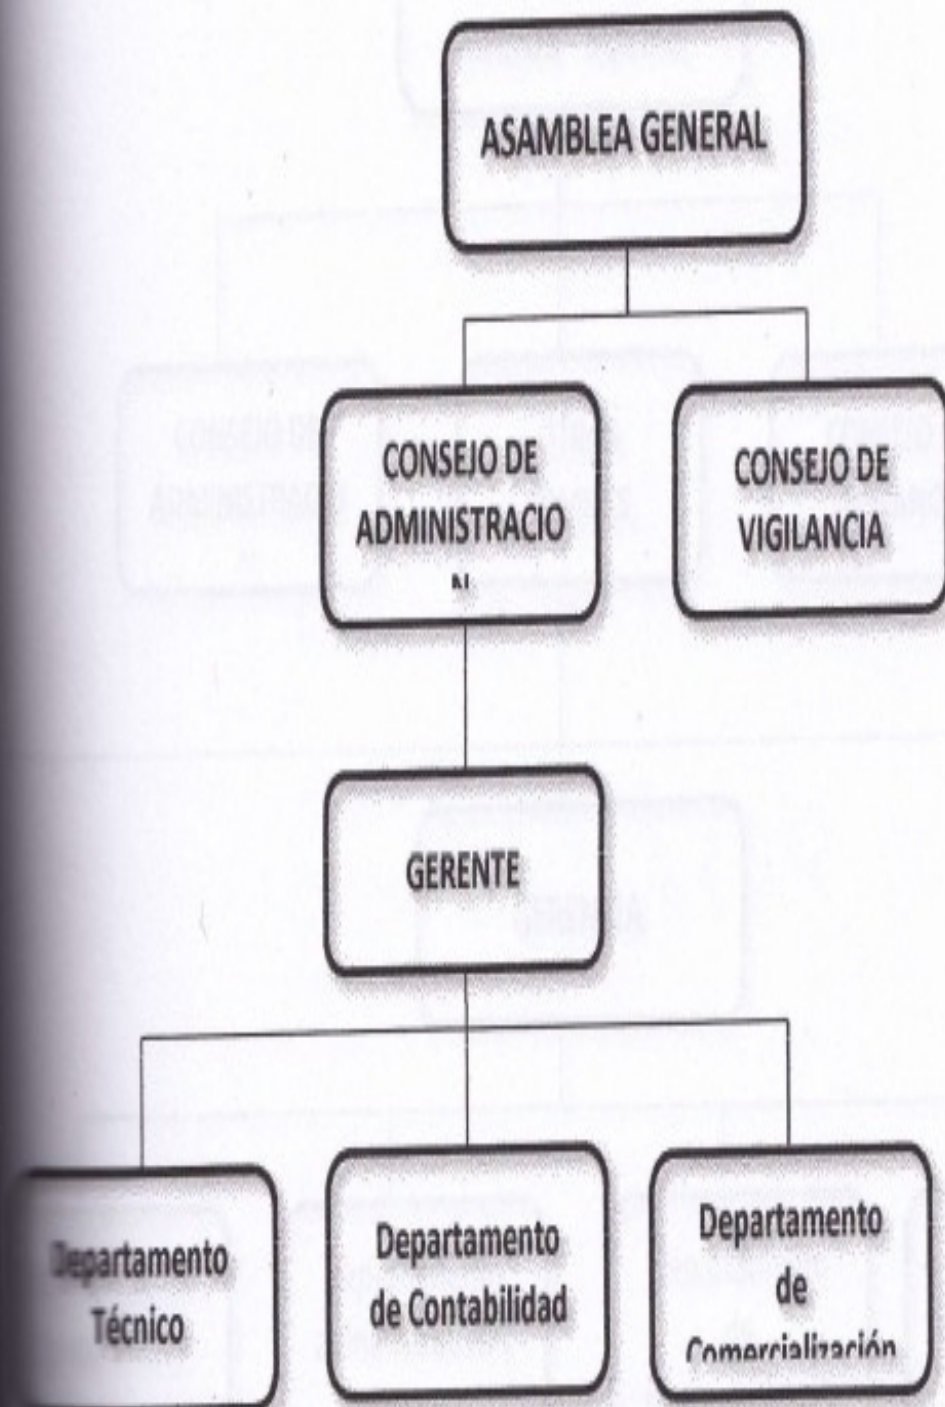 ASAMBLEA GENERAL
CONSEJO DE
ADMINISTRACIO
N
CONSEJO DE
VIGILANCIA
GERENTE
Departamento
Técnico
Departamento
de Contabilidad
Departamento
de
Comercialización